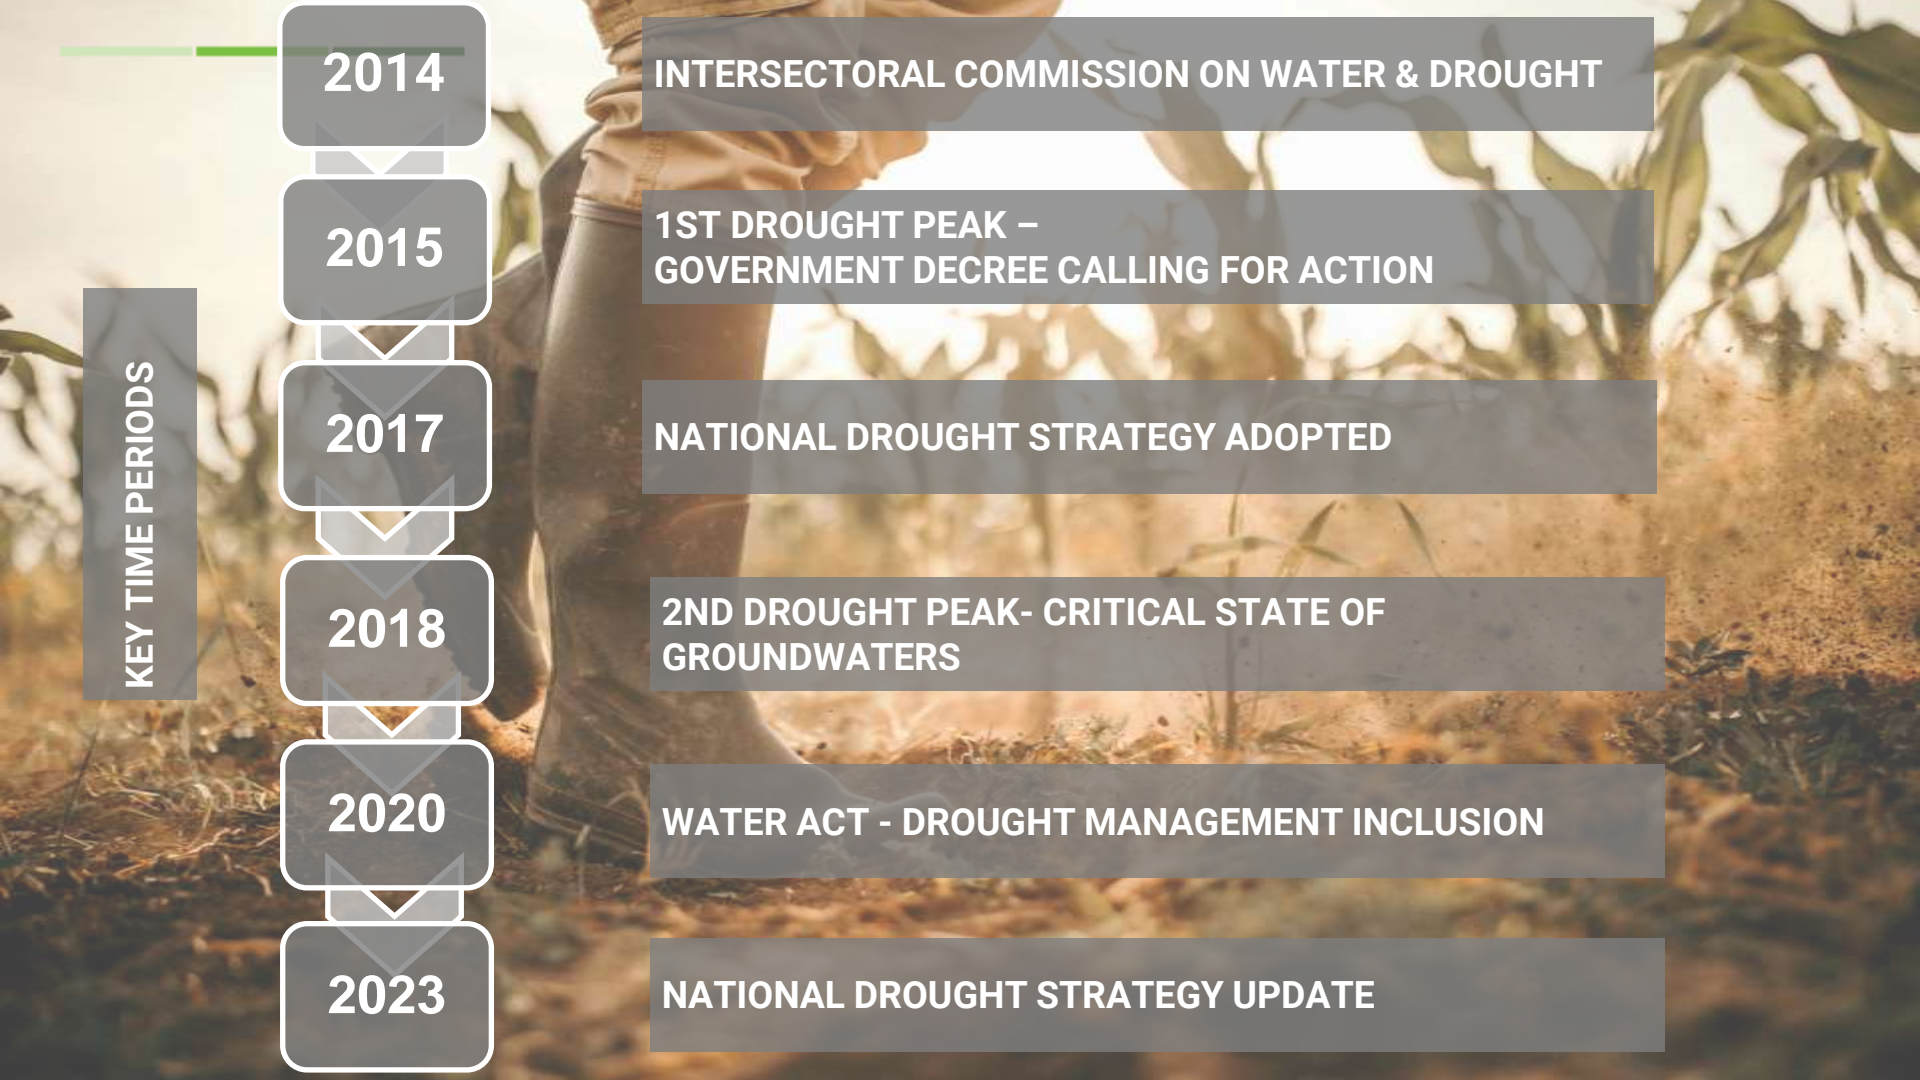 KEY TIME PERIODS
2014
INTERSECTORAL COMMISSION ON WATER & DROUGHT
2015
1ST DROUGHT PEAK –
GOVERNMENT DECREE CALLING FOR ACTION
2017
NATIONAL DROUGHT STRATEGY ADOPTED
2018
2ND DROUGHT PEAK- CRITICAL STATE OF
GROUNDWATERS
2020
WATER ACT - DROUGHT MANAGEMENT INCLUSION
2023
NATIONAL DROUGHT STRATEGY UPDATE